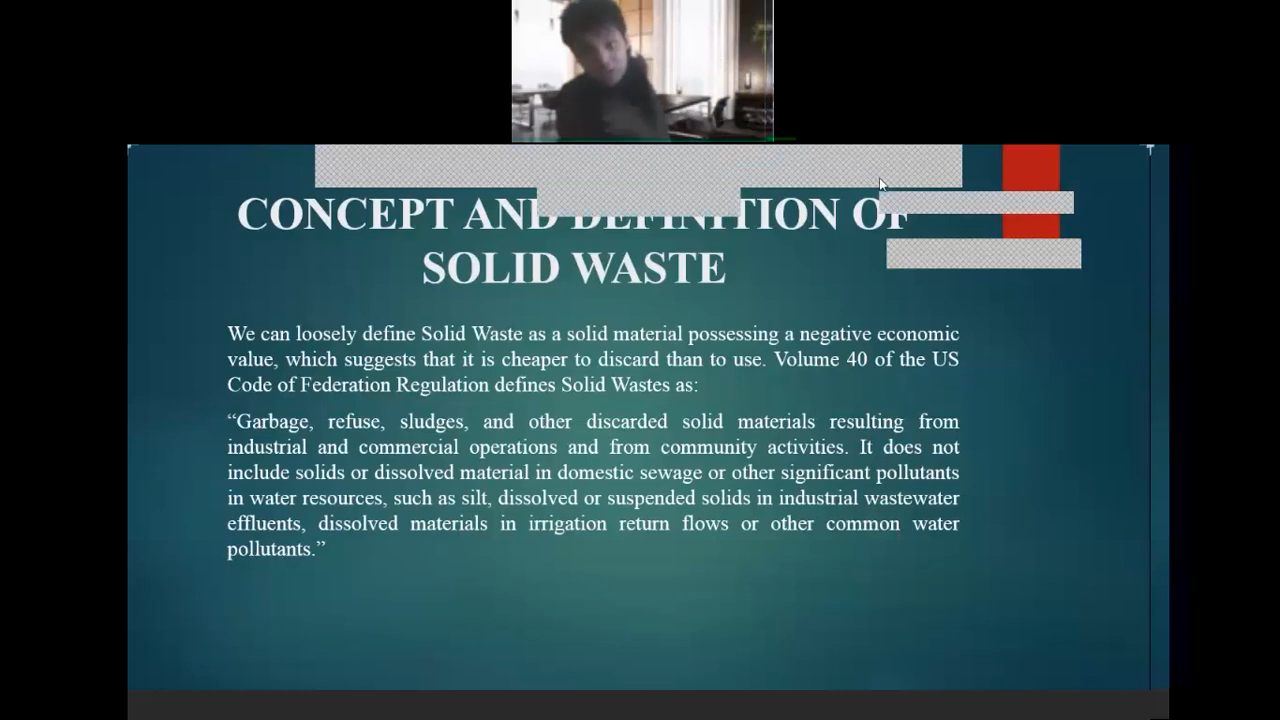 CONCEPT AND DEFINITION OF
SOLID WASTE
We can loosely define Solid Waste as a solid material possessing a negative economic
value, which suggests that it is cheaper to discard than to use. Volume 40 of the US
Code of Federation Regulation defines Solid Wastes as:
“Garbage, refuse, sludges, and other discarded solid materials resulting from
industrial and commercial operations and from community activities. It does not
include solids or dissolved material in domestic sewage or other significant pollutants
in water resources, such as silt, dissolved or suspended solids in industrial wastewater
effluents, dissolved materials in irrigation return flows or other common water
pollutants.”